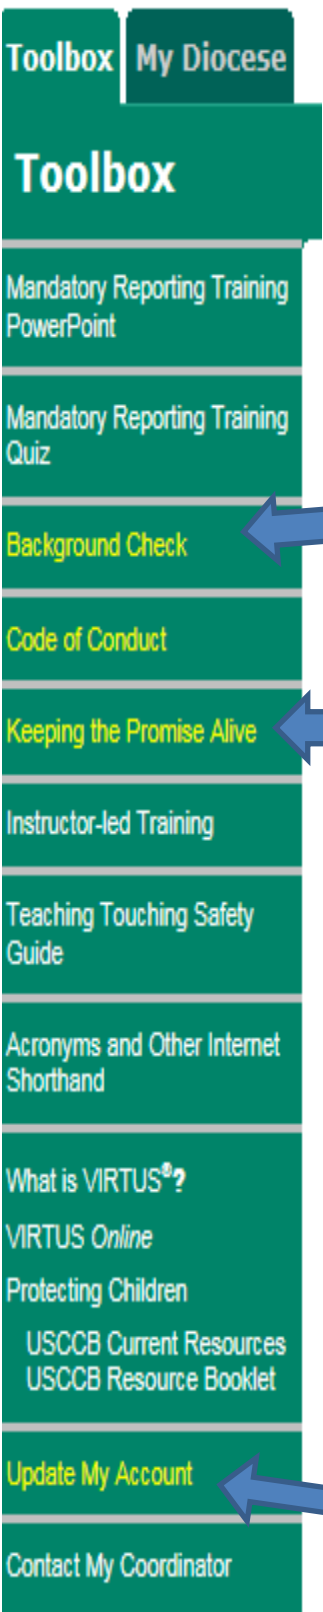 Toolbox My Diocese
Toolbox
Mandatory Reporting Training
PowerPoint
Mandatory Reporting Training
Quiz
Background Check
Code of Conduct
Keeping the Promise Alive
Instructor-led Training
Teaching Touching Safety
Guide
Acronyms and Other Internet
Shorthand
What is VIRTUS®?
VIRTUS Online
Protecting Children
USCCB Current Resources
USCCB Resource Booklet
Update My Account
Contact My Coordinator